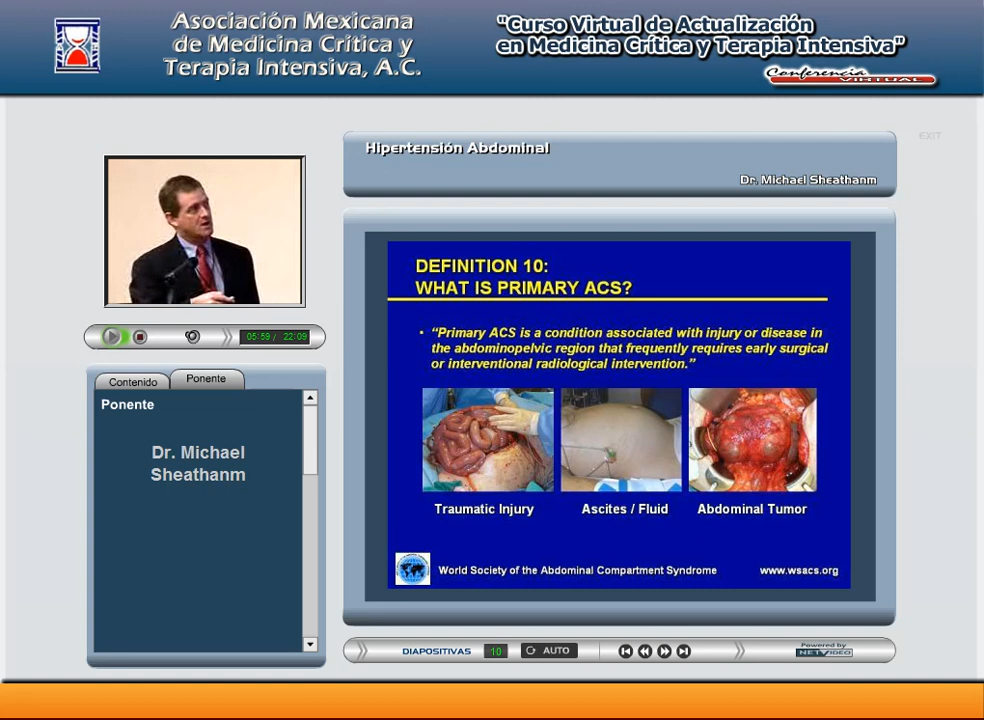 Asociación Mexicana
de Medicina Crítica y
Terapia Intensiva, A.C.
"Curso Virtual de Actualización
en Medicina Crítica y Terapia Intensiva"
Conferencia
VIRTUAL
EXIT
Hipertensión Abdominal
Dr. Michael Sheathanm
05:59 / 22:09
Contenido
Ponente
Ponente
Dr. Michael
Sheathanm
DEFINITION 10:
WHAT IS PRIMARY ACS?
• "Primary ACS is a condition associated with injury or disease in
the abdominopelvic region that frequently requires early surgical
or interventional radiological intervention."
Traumatic Injury
Ascites / Fluid
Abdominal Tumor
World Society of the Abdominal Compartment Syndrome
www.wsacs.org
DIAPOSITIVAS
10
AUTO
Powered by
NETVIDEO